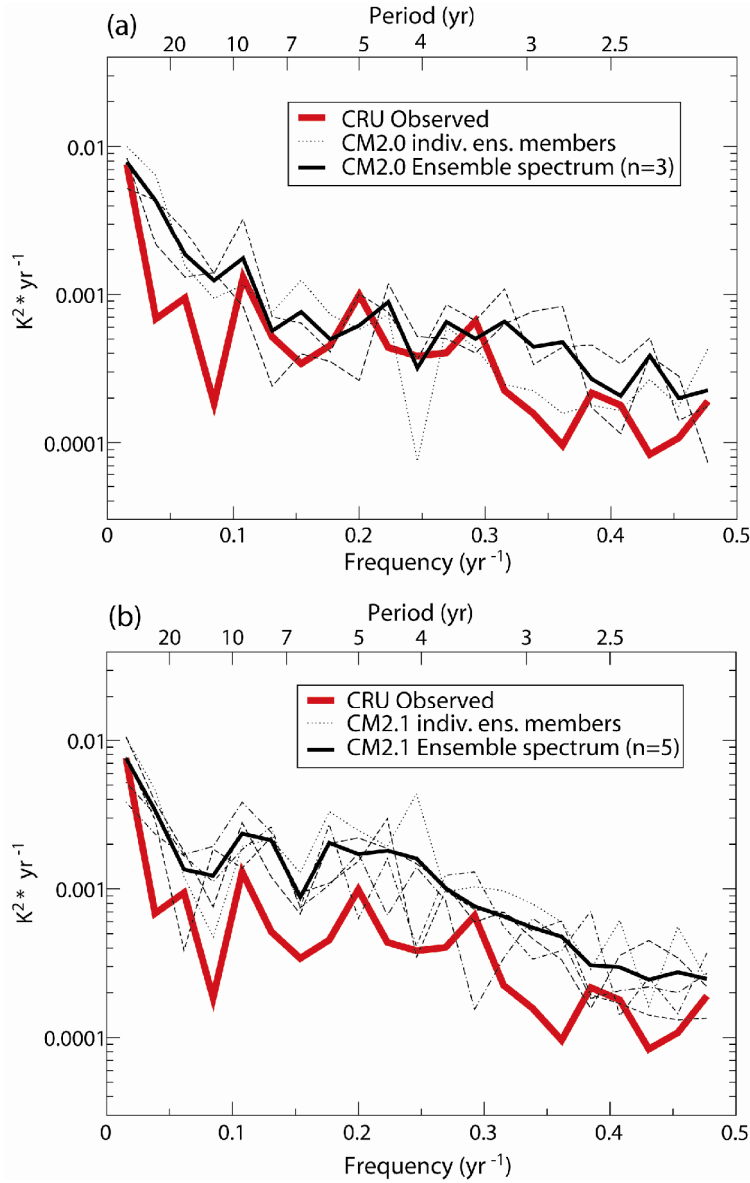 (a)
Period (yr)
20 10 7 5 4 3 2.5
CRU Observed
CM2.0 indiv. ens. members
CM2.0 Ensemble spectrum (n=3)
0.01
0.001
0.0001
K²* yr⁻¹
0 0.1 0.2 0.3 0.4 0.5
Frequency (yr⁻¹)
(b)
Period (yr)
20 10 7 5 4 3 2.5
CRU Observed
CM2.1 indiv. ens. members
CM2.1 Ensemble spectrum (n=5)
0.01
0.001
0.0001
K²* yr⁻¹
0 0.1 0.2 0.3 0.4 0.5
Frequency (yr⁻¹)